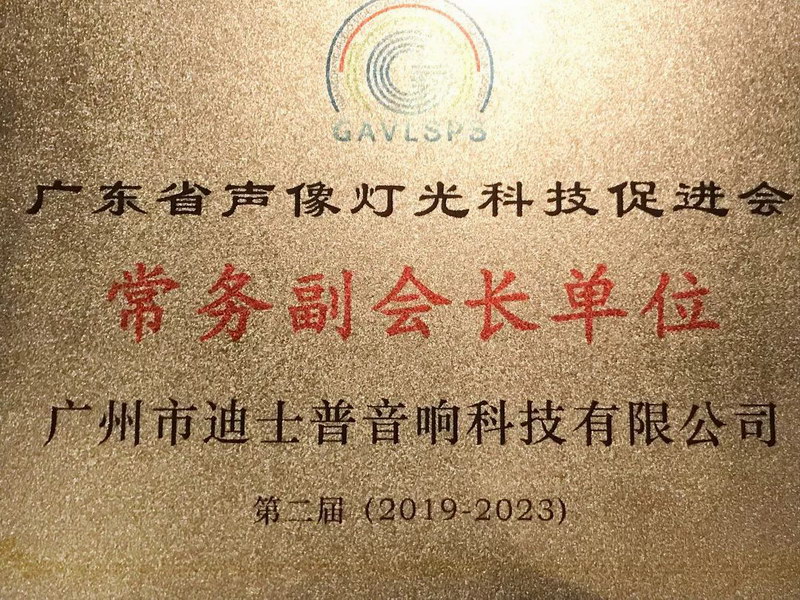 GAVLSPS
广东省声像灯光科技促进会
常务副会长单位
广州市迪士普音响科技有限公司
第二届（2019-2023）